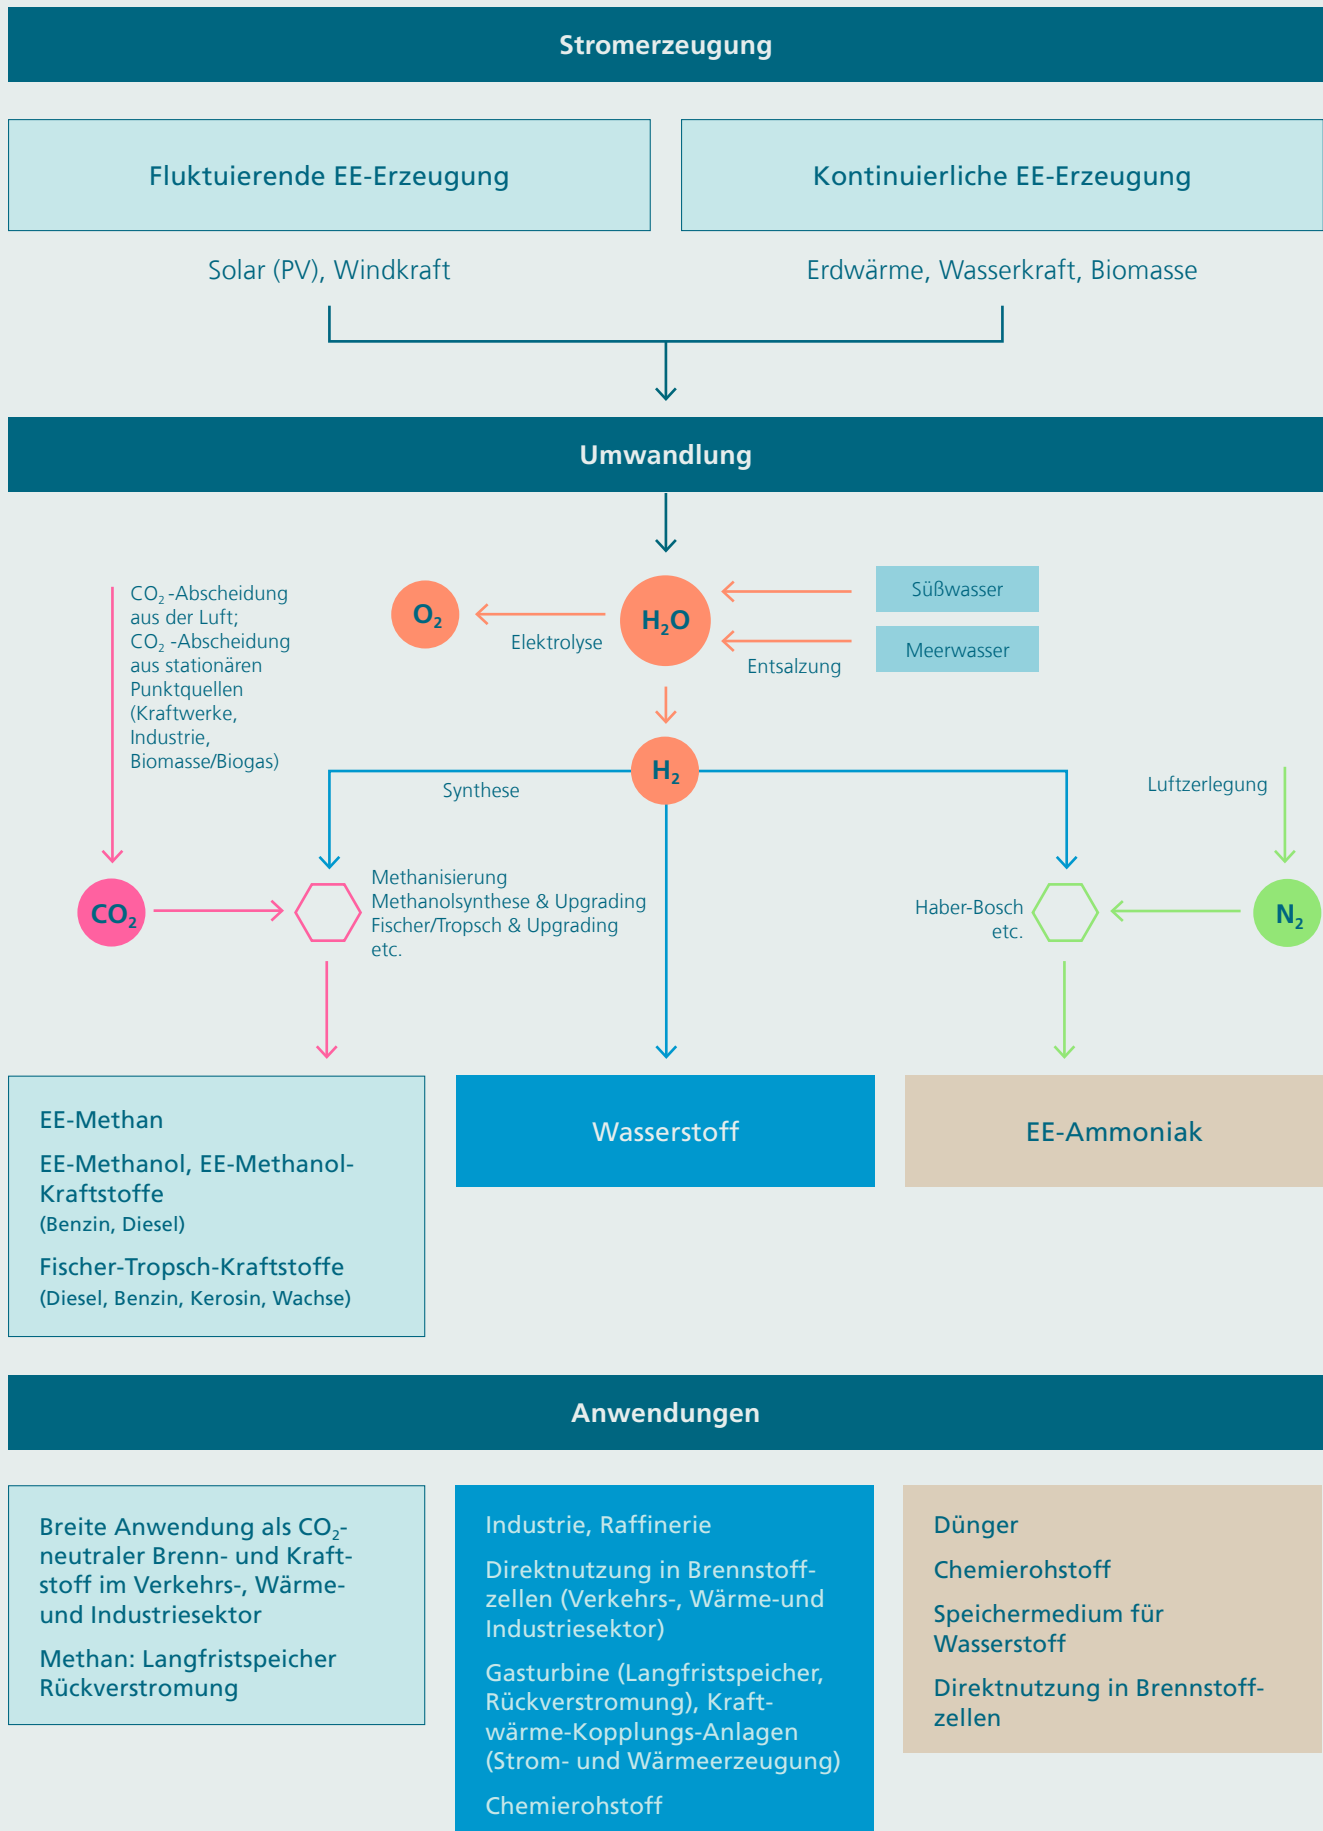 Stromerzeugung
Fluktuierende EE-Erzeugung
Kontinuierliche EE-Erzeugung
Solar (PV), Windkraft
Erdwärme, Wasserkraft, Biomasse
Umwandlung
CO₂ -Abscheidung
aus der Luft;
CO₂ -Abscheidung
aus stationären
Punktquellen
(Kraftwerke,
Industrie,
Biomasse/Biogas)
O₂
Elektrolyse
H₂O
Süßwasser
Meerwasser
Entsalzung
H₂
Synthese
Luftzerlegung
CO₂
Methanisierung
Methanolsynthese & Upgrading
Fischer/Tropsch & Upgrading
etc.
Haber-Bosch
etc.
N₂
EE-Methan
EE-Methanol, EE-Methanol-
Kraftstoffe
(Benzin, Diesel)
Fischer-Tropsch-Kraftstoffe
(Diesel, Benzin, Kerosin, Wachse)
Wasserstoff
EE-Ammoniak
Anwendungen
Breite Anwendung als CO₂-
neutraler Brenn- und Kraft-
stoff im Verkehrs-, Wärme-
und Industriesektor
Methan: Langfristspeicher
Rückverstromung
Industrie, Raffinerie
Direktnutzung in Brennstoff-
zellen (Verkehrs-, Wärme-und
Industriesektor)
Gasturbine (Langfristspeicher,
Rückverstromung), Kraft-
wärme-Kopplungs-Anlagen
(Strom- und Wärmeerzeugung)
Chemierohstoff
Dünger
Chemierohstoff
Speichermedium für
Wasserstoff
Direktnutzung in Brennstoff-
zellen